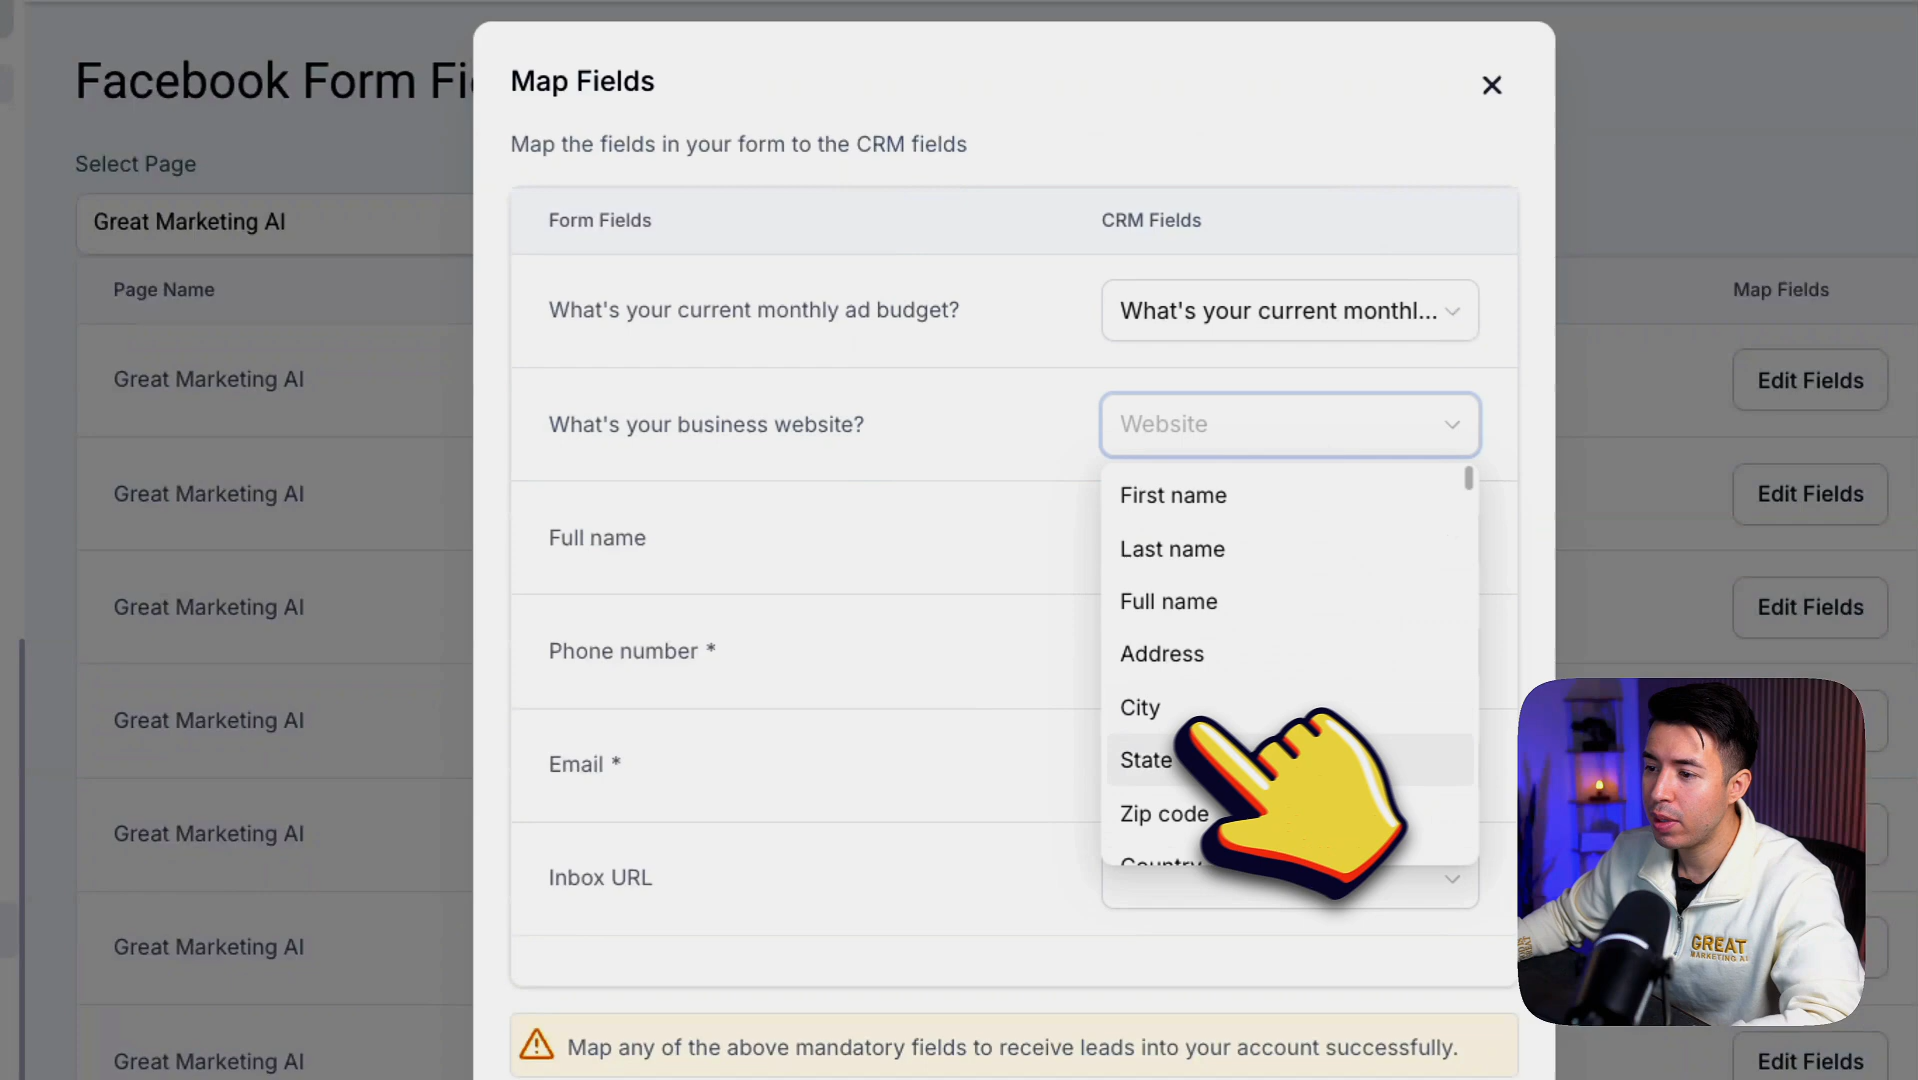 Facebook Form Fi
Select Page
Great Marketing AI
Page Name
Map Fields
Great Marketing AI
Edit Fields
Great Marketing AI
Edit Fields
Great Marketing AI
Edit Fields
Great Marketing AI
Great Marketing AI
Great Marketing AI
Great Marketing AI
Edit Fields
Map Fields
Map the fields in your form to the CRM fields
Form Fields
CRM Fields
What's your current monthly ad budget?
What's your current monthl...
What's your business website?
Website
First name
Last name
Full name
Address
City
State
Zip code
Country
Full name
Phone number *
Email *
Inbox URL
Map any of the above mandatory fields to receive leads into your account successfully.
GREAT
MARKETING AI